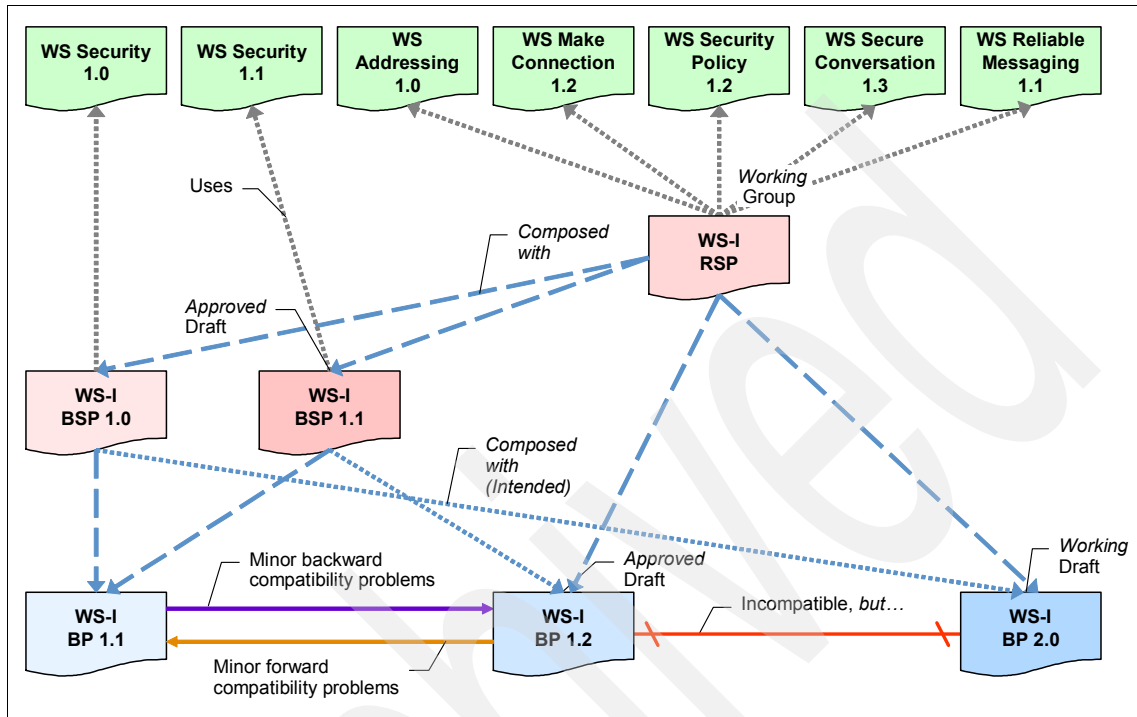 WS Security
1.0
WS Security
1.1
WS
Addressing
1.0
WS Make
Connection
1.2
WS Security
Policy
1.2
WS Secure
Conversation
1.3
WS Reliable
Messaging
1.1
Uses
Working
Group
WS-I
RSP
Composed
with
Approved
Draft
WS-I
BSP 1.0
WS-I
BSP 1.1
Composed
with
(Intended)
Minor backward
compatibility problems
Approved
Draft
Working
Draft
Incompatible, but…
WS-I
BP 1.1
WS-I
BP 1.2
WS-I
BP 2.0
Minor forward
compatibility problems